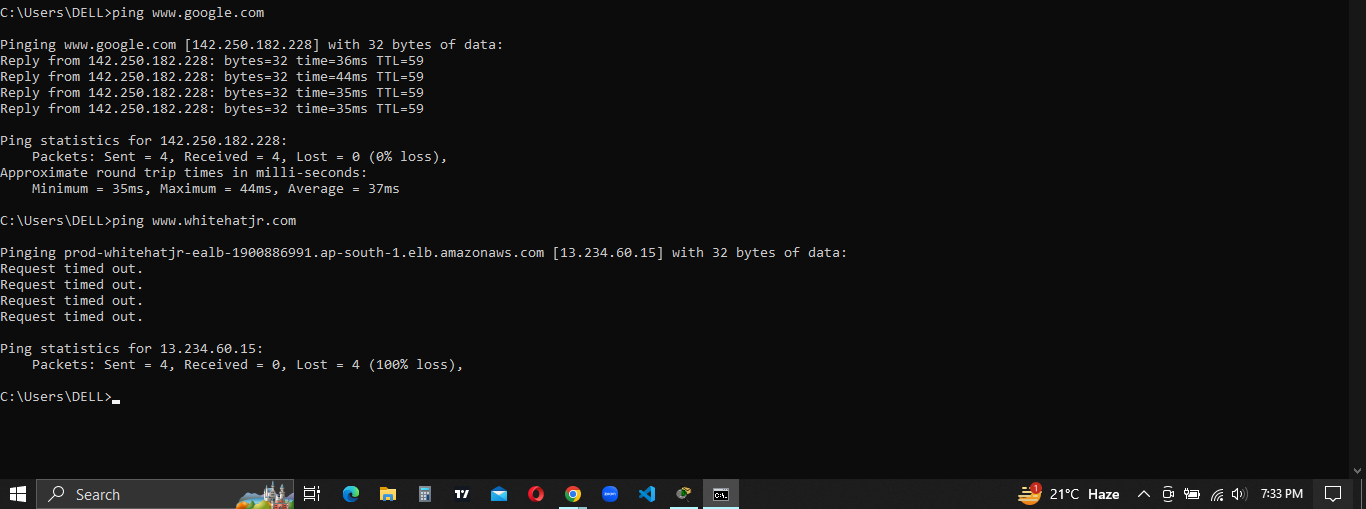 C:\Users\DELL>ping www.google.com
Pinging www.google.com [142.250.182.228] with 32 bytes of data:
Reply from 142.250.182.228: bytes=32 time=36ms TTL=59
Reply from 142.250.182.228: bytes=32 time=44ms TTL=59
Reply from 142.250.182.228: bytes=32 time=35ms TTL=59
Reply from 142.250.182.228: bytes=32 time=35ms TTL=59
Ping statistics for 142.250.182.228:
    Packets: Sent = 4, Received = 4, Lost = 0 (0% loss),
Approximate round trip times in milli-seconds:
    Minimum = 35ms, Maximum = 44ms, Average = 37ms
C:\Users\DELL>ping www.whitehatjr.com
Pinging prod-whitehatjr-ealb-1900886991.ap-south-1.elb.amazonaws.com [13.234.60.15] with 32 bytes of data:
Request timed out.
Request timed out.
Request timed out.
Request timed out.
Ping statistics for 13.234.60.15:
    Packets: Sent = 4, Received = 0, Lost = 4 (100% loss),
C:\Users\DELL>
Search 1 21°C Haze 7:33 PM